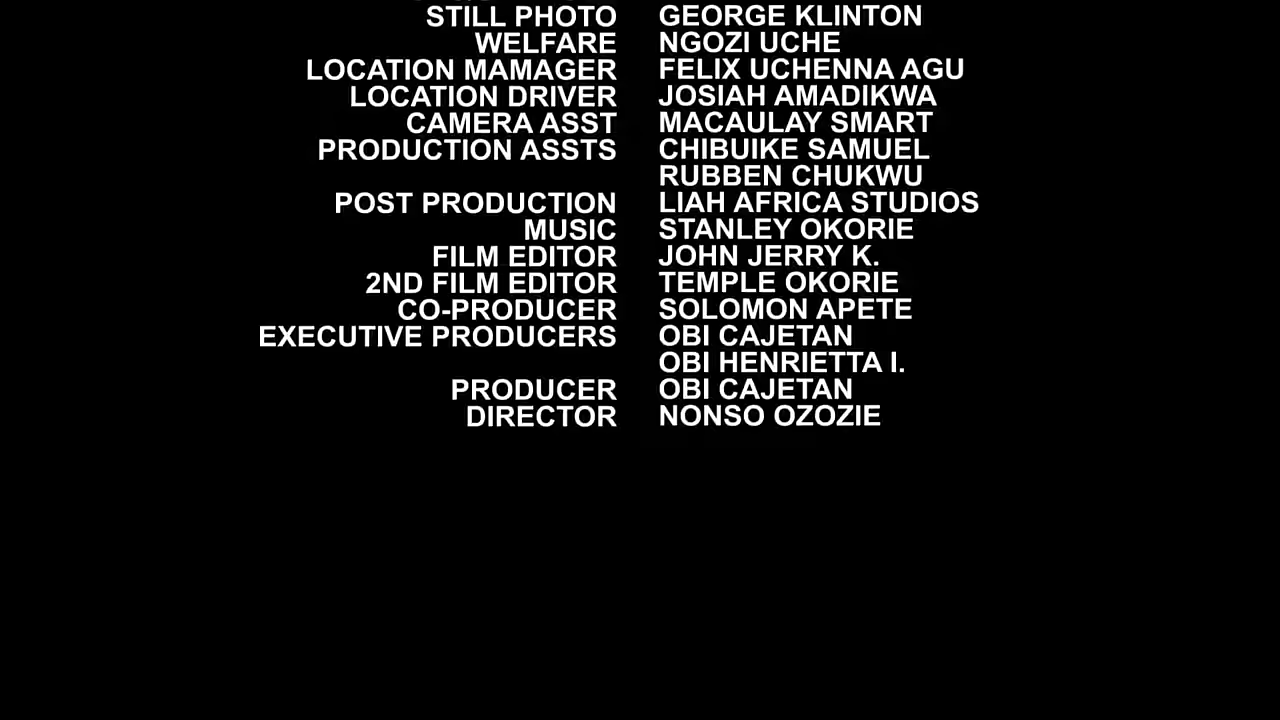 STILL PHOTO GEORGE KLINTON
WELFARE NGOZI UCHE
LOCATION MAMAGER FELIX UCHENNA AGU
LOCATION DRIVER JOSIAH AMADIKWA
CAMERA ASST MACAULAY SMART
PRODUCTION ASSTS CHIBUIKE SAMUEL
RUBBEN CHUKWU
POST PRODUCTION LIAH AFRICA STUDIOS
MUSIC STANLEY OKORIE
FILM EDITOR JOHN JERRY K.
2ND FILM EDITOR TEMPLE OKORIE
CO-PRODUCER SOLOMON APETE
EXECUTIVE PRODUCERS OBI CAJETAN
OBI HENRIETTA I.
PRODUCER OBI CAJETAN
DIRECTOR NONSO OZOZIE